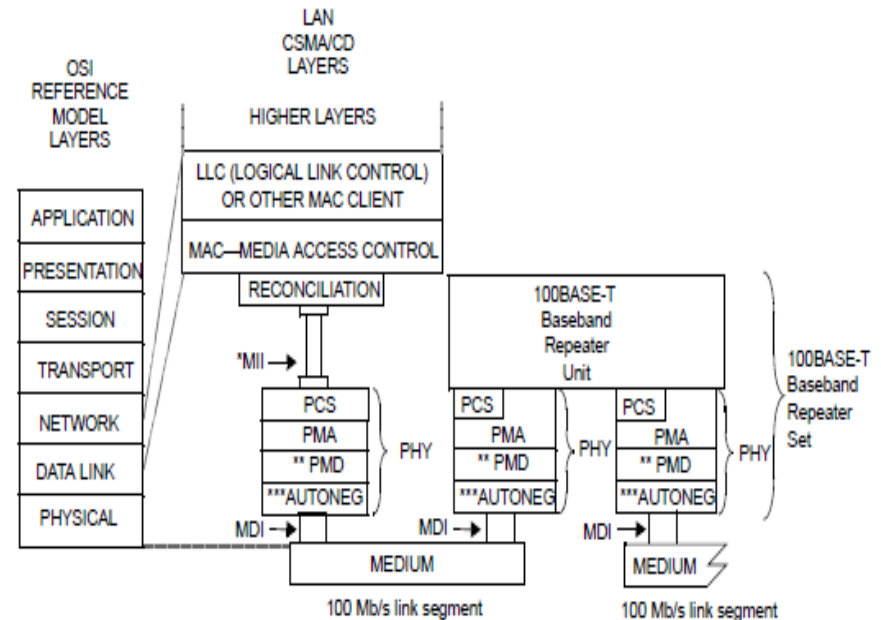 LAN
CSMA/CD
LAYERS
OSI
REFERENCE
MODEL
LAYERS
HIGHER LAYERS
LLC (LOGICAL LINK CONTROL)
OR OTHER MAC CLIENT
MAC—MEDIA ACCESS CONTROL
RECONCILIATION
APPLICATION
PRESENTATION
SESSION
TRANSPORT
NETWORK
DATA LINK
PHYSICAL
*MII
PCS
PMA
** PMD
***AUTONEG
PHY
MDI
100BASE-T
Baseband
Repeater
Unit
PCS
PMA
** PMD
***AUTONEG
PHY
MDI
PCS
PMA
** PMD
***AUTONEG
PHY
MDI
100BASE-T
Baseband
Repeater
Set
MEDIUM
MEDIUM
100 Mb/s link segment
100 Mb/s link segment